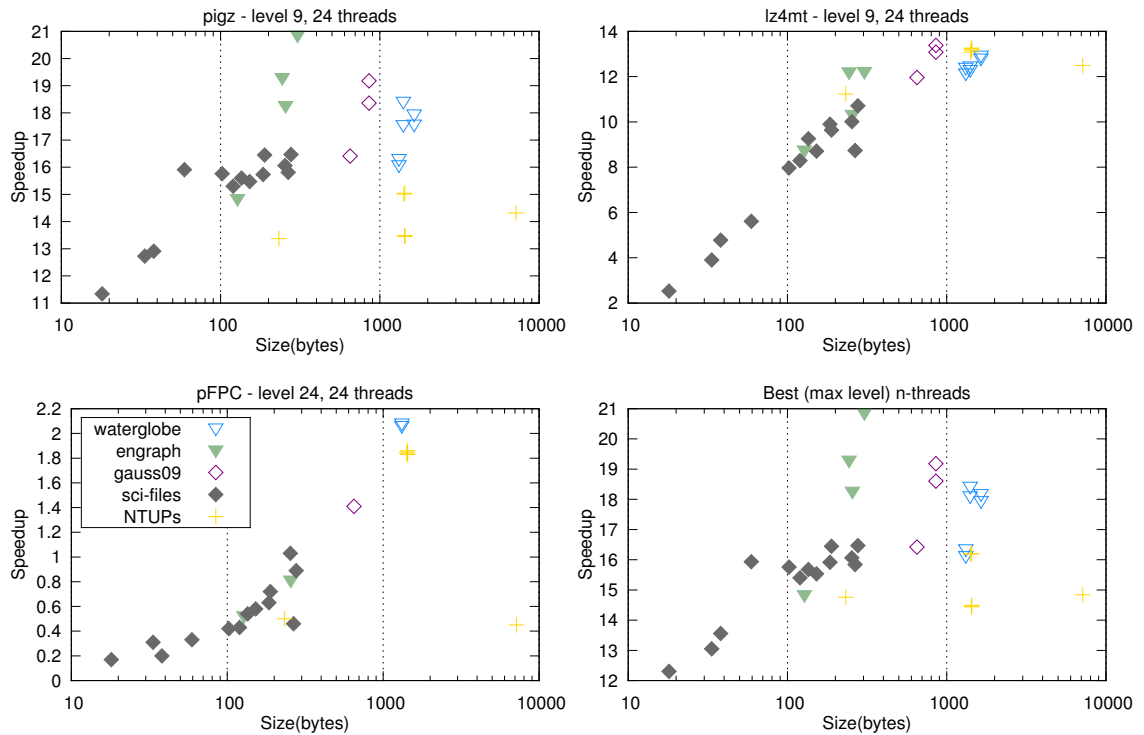 pigz - level 9, 24 threads
21
20
19
18
17
16
15
14
13
12
11
Speedup
10 100 1000 10000
Size(bytes)
lz4mt - level 9, 24 threads
14
12
10
8
6
4
2
Speedup
10 100 1000 10000
Size(bytes)
pFPC - level 24, 24 threads
2.2
2
1.8
1.6
1.4
1.2
1
0.8
0.6
0.4
0.2
0
Speedup
waterglobe
engraph
gauss09
sci-files
NTUPs
10 100 1000 10000
Size(bytes)
Best (max level) n-threads
21
20
19
18
17
16
15
14
13
12
Speedup
10 100 1000 10000
Size(bytes)